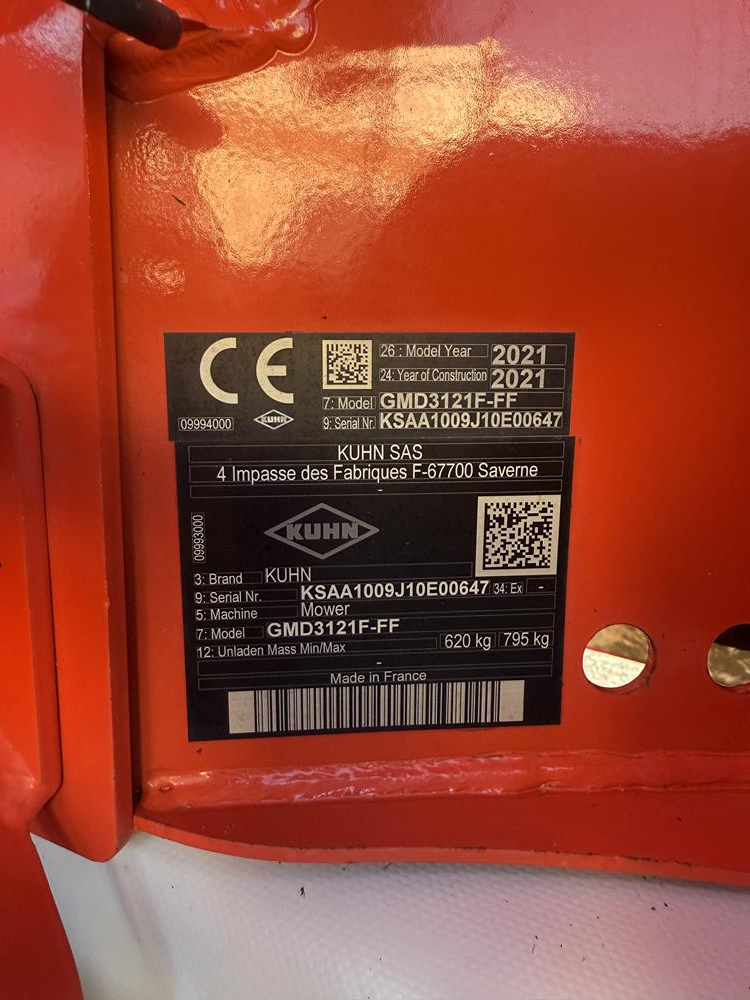 CE
26 : Model Year 2021
24: Year of Construction 2021
7: Model GMD3121F-FF
9: Serial Nr. KSAA1009J10E00647
09994000 KUHN
KUHN SAS
4 Impasse des Fabriques F-67700 Saverne
-
09993000
KUHN
3: Brand KUHN
9: Serial Nr. KSAA1009J10E00647 34: Ex -
5: Machine Mower
7: Model GMD3121F-FF
12: Unladen Mass Min/Max 620 kg 795 kg
-
Made in France